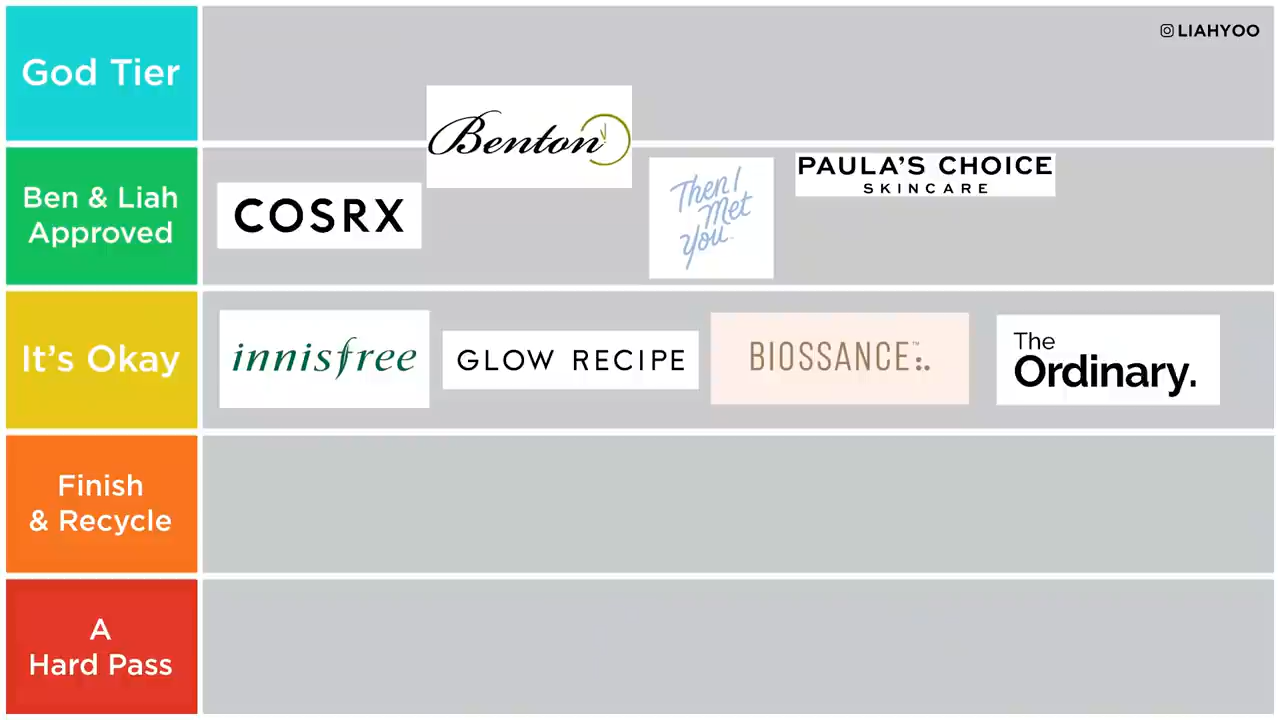 LIAHYOO
God Tier
Benton
Ben & Liah
Approved
COSRX
Then I
Met
You.
PAULA'S CHOICE
SKINCARE
It's Okay
innisfree
GLOW RECIPE
BIOSSANCE™
The
Ordinary.
Finish
& Recycle
A
Hard Pass